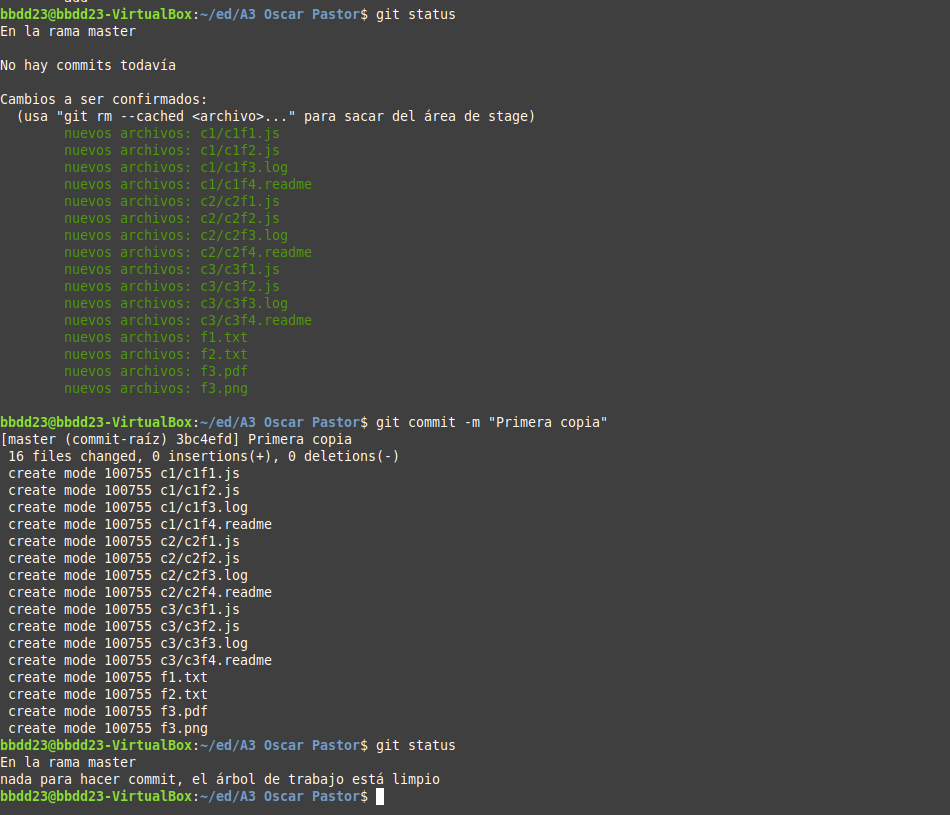 bbdd23@bbdd23-VirtualBox:~/ed/A3 Oscar Pastor$ git status
En la rama master

No hay commits todavía

Cambios a ser confirmados:
  (usa "git rm --cached <archivo>..." para sacar del área de stage)
        nuevos archivos: c1/c1f1.js
        nuevos archivos: c1/c1f2.js
        nuevos archivos: c1/c1f3.log
        nuevos archivos: c1/c1f4.readme
        nuevos archivos: c2/c2f1.js
        nuevos archivos: c2/c2f2.js
        nuevos archivos: c2/c2f3.log
        nuevos archivos: c2/c2f4.readme
        nuevos archivos: c3/c3f1.js
        nuevos archivos: c3/c3f2.js
        nuevos archivos: c3/c3f3.log
        nuevos archivos: c3/c3f4.readme
        nuevos archivos: f1.txt
        nuevos archivos: f2.txt
        nuevos archivos: f3.pdf
        nuevos archivos: f3.png

bbdd23@bbdd23-VirtualBox:~/ed/A3 Oscar Pastor$ git commit -m "Primera copia"
[master (commit-raíz) 3bc4efd] Primera copia
 16 files changed, 0 insertions(+), 0 deletions(-)
 create mode 100755 c1/c1f1.js
 create mode 100755 c1/c1f2.js
 create mode 100755 c1/c1f3.log
 create mode 100755 c1/c1f4.readme
 create mode 100755 c2/c2f1.js
 create mode 100755 c2/c2f2.js
 create mode 100755 c2/c2f3.log
 create mode 100755 c2/c2f4.readme
 create mode 100755 c3/c3f1.js
 create mode 100755 c3/c3f2.js
 create mode 100755 c3/c3f3.log
 create mode 100755 c3/c3f4.readme
 create mode 100755 f1.txt
 create mode 100755 f2.txt
 create mode 100755 f3.pdf
 create mode 100755 f3.png
bbdd23@bbdd23-VirtualBox:~/ed/A3 Oscar Pastor$ git status
En la rama master
nada para hacer commit, el árbol de trabajo está limpio
bbdd23@bbdd23-VirtualBox:~/ed/A3 Oscar Pastor$